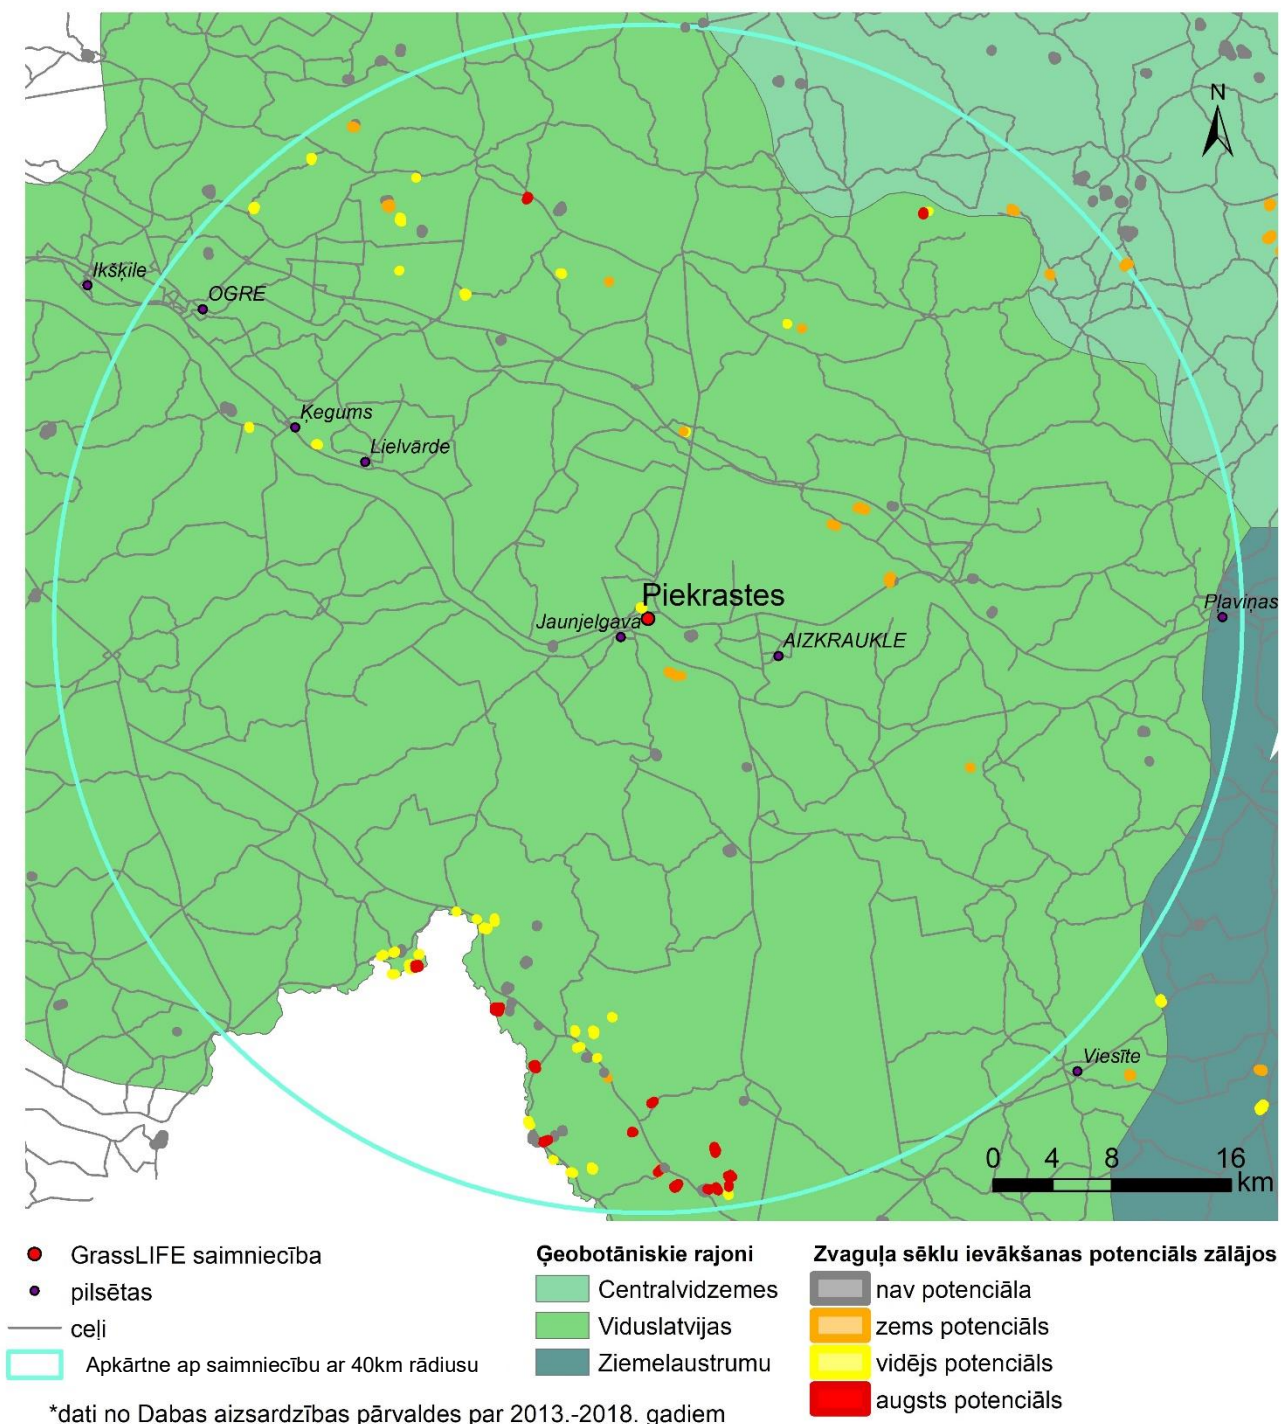 N
Ikšķile
OGRE
Ķegums
Lielvārde
Piekrastes
Jaunjelgava
AIZKRAUKLE
Pļaviņas
Viesīte
0 4 8 16
km
GrassLIFE saimniecība
pilsētas
ceļi
Apkārtne ap saimniecību ar 40km rādiusu
*dati no Dabas aizsardzības pārvaldes par 2013.-2018. gadiem
Ģeobotāniskie rajoni
Centralvidzemes
Viduslatvijas
Ziemelaustrumu
Zvaguļa sēklu ievākšanas potenciāls zālājos
nav potenciāla
zems potenciāls
vidējs potenciāls
augsts potenciāls